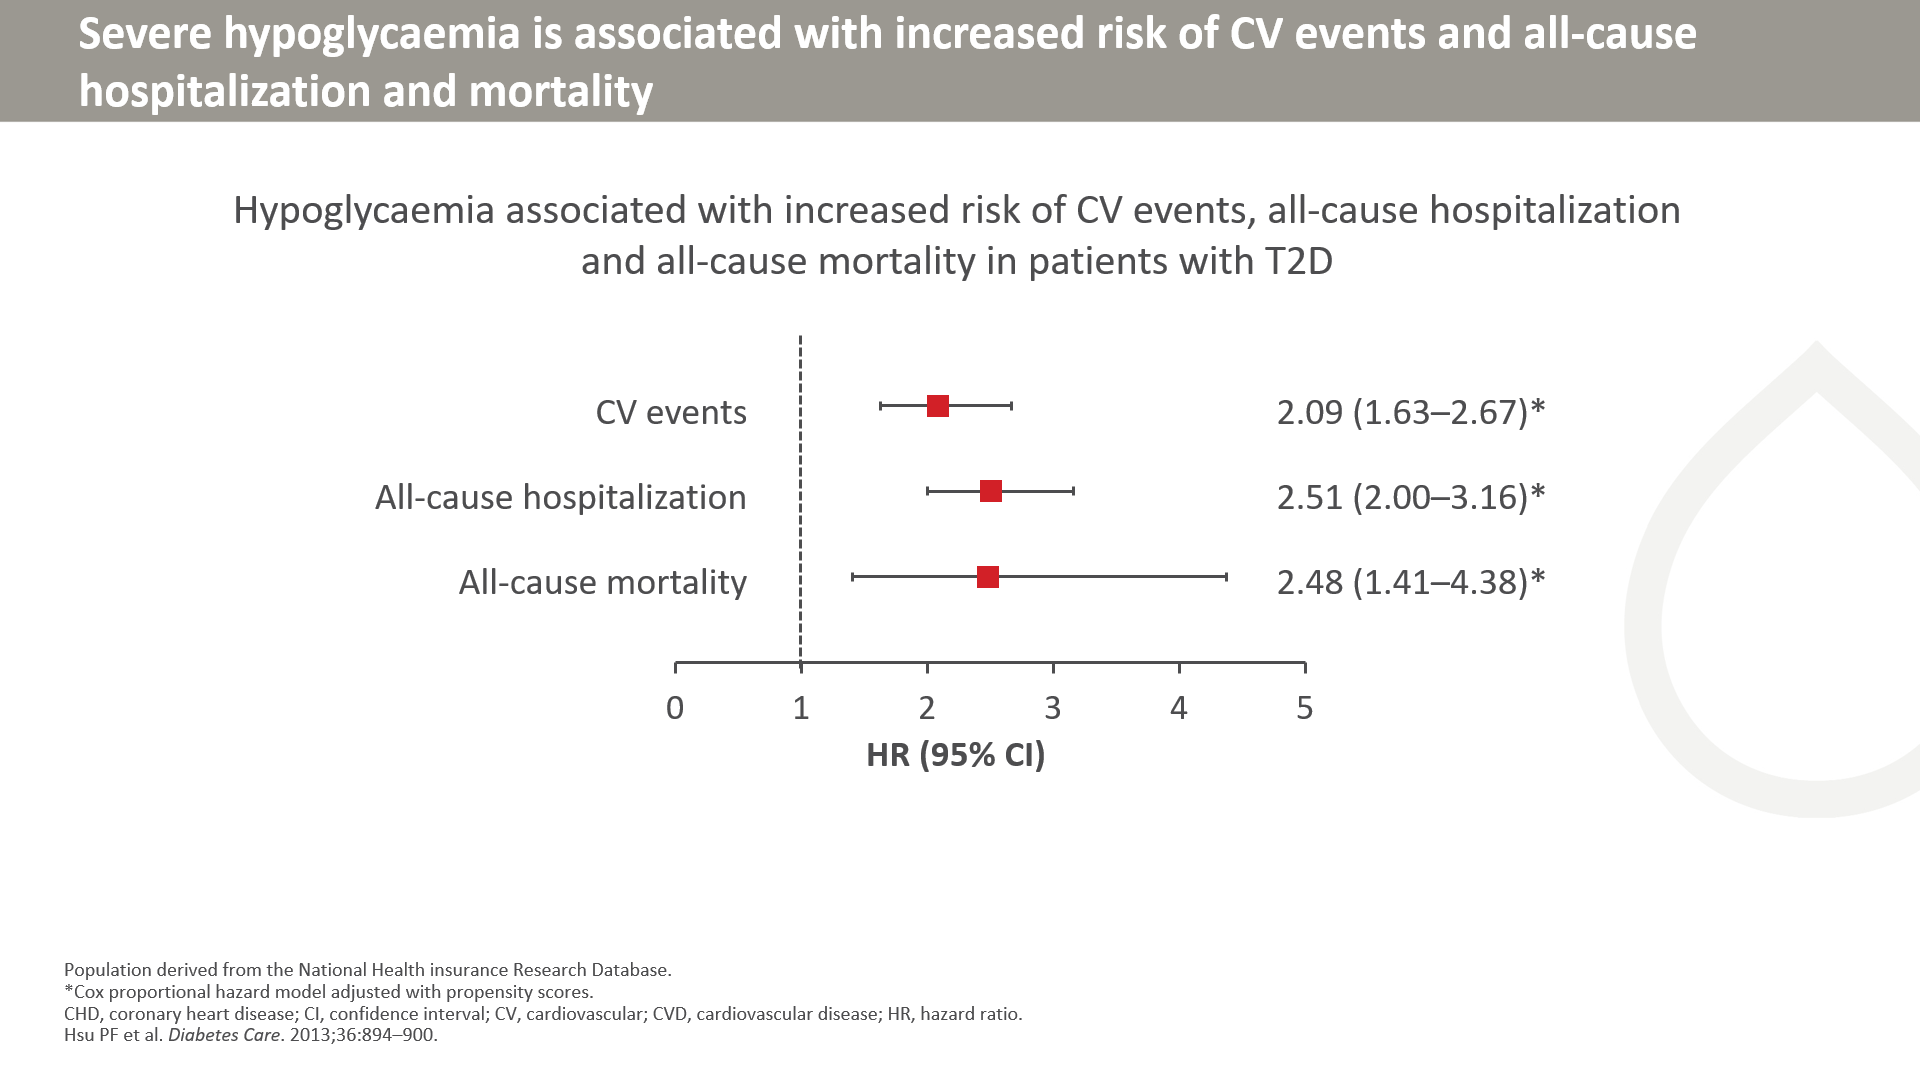 Severe hypoglycaemia is associated with increased risk of CV events and all-cause
hospitalization and mortality
Hypoglycaemia associated with increased risk of CV events, all-cause hospitalization
and all-cause mortality in patients with T2D
CV events 2.09 (1.63–2.67)*
All-cause hospitalization 2.51 (2.00–3.16)*
All-cause mortality 2.48 (1.41–4.38)*
0 1 2 3 4 5
HR (95% CI)
Population derived from the National Health insurance Research Database.
*Cox proportional hazard model adjusted with propensity scores.
CHD, coronary heart disease; CI, confidence interval; CV, cardiovascular; CVD, cardiovascular disease; HR, hazard ratio.
Hsu PF et al. Diabetes Care. 2013;36:894–900.